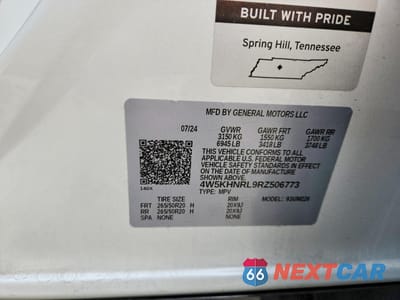 BUILT WITH PRIDE
Spring Hill, Tennessee
MFD BY GENERAL MOTORS LLC
07/24 GVWR GAWR FRT GAWR RR
3150 KG 1550 KG 1700 KG
6945 LB 3418 LB 3748 LB
THIS VEHICLE CONFORMS TO ALL
APPLICABLE U.S. FEDERAL MOTOR
VEHICLE SAFETY STANDARDS IN EFFECT
ON THE DATE OF MANUFACTURE
SHOWN ABOVE.
4W5KHNRL9RZ506773
TYPE: MPV
TIRE SIZE RIM MODEL:
FRT 265/50R20 H 20X9J
RR 265/50R20 H 20X9J
SPA NONE NONE
66 NEXTCAR